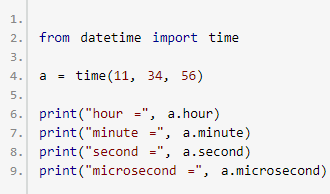 1.
2. from datetime import time
3.
4. a = time(11, 34, 56)
5.
6. print("hour =", a.hour)
7. print("minute =", a.minute)
8. print("second =", a.second)
9. print("microsecond =", a.microsecond)